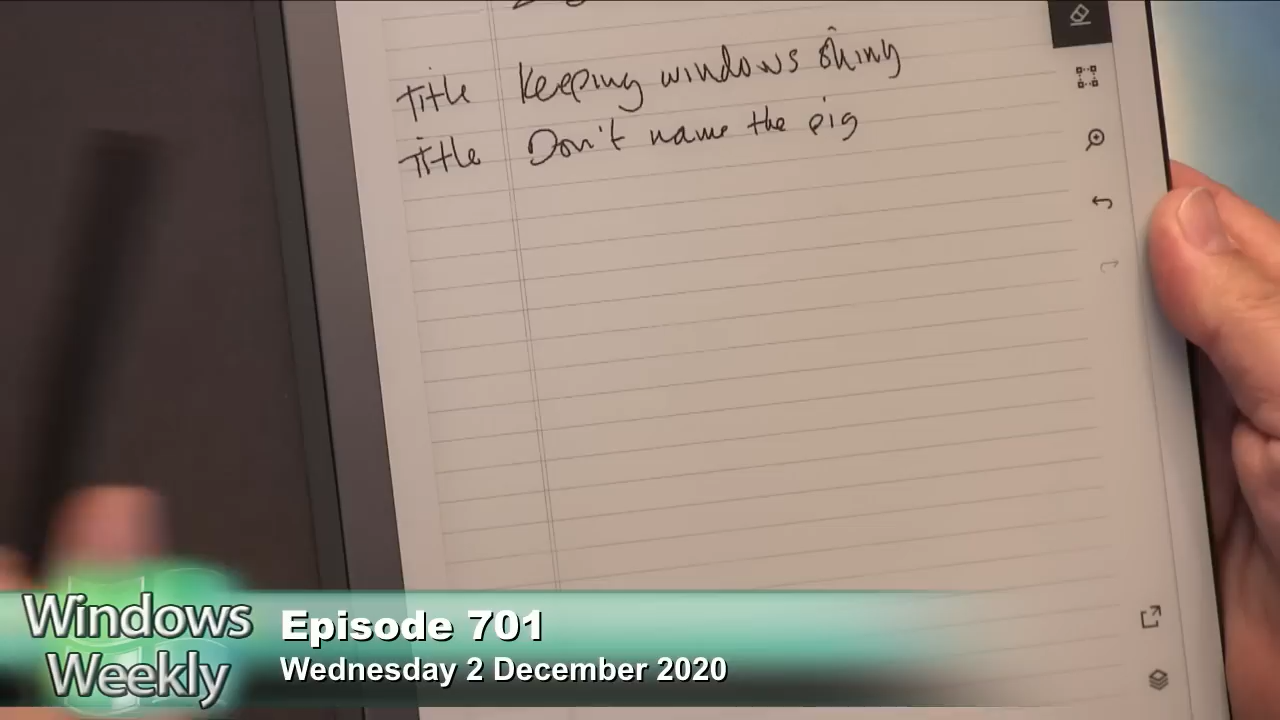 Title Keeping windows shiny
Title Don't name the pig
Windows Weekly
Episode 701
Wednesday 2 December 2020